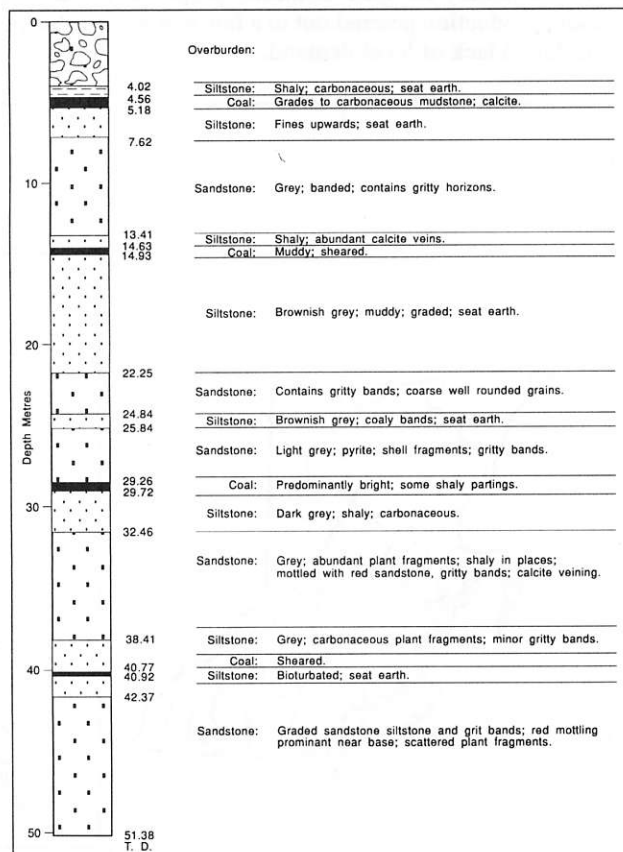 0
Overburden:
4.02
Siltstone: Shaly; carbonaceous; seat earth.
4.56
Coal: Grades to carbonaceous mudstone; calcite.
5.18
Siltstone: Fines upwards; seat earth.
7.62
10
Sandstone: Grey; banded; contains gritty horizons.
13.41
Siltstone: Shaly; abundant calcite veins.
14.63
Coal: Muddy; sheared.
14.93
Siltstone: Brownish grey; muddy; graded; seat earth.
20
22.25
Sandstone: Contains gritty bands; coarse well rounded grains.
24.84
Siltstone: Brownish grey; coaly bands; seat earth.
25.84
Depth Metres
Sandstone: Light grey; pyrite; shell fragments; gritty bands.
29.26
Coal: Predominantly bright; some shaly partings.
29.72
30
Siltstone: Dark grey; shaly; carbonaceous.
32.46
Sandstone: Grey; abundant plant fragments; shaly in places;
mottled with red sandstone, gritty bands; calcite veining.
38.41
Siltstone: Grey; carbonaceous plant fragments; minor gritty bands.
40
40.77
Coal: Sheared.
40.92
Siltstone: Bioturbated; seat earth.
42.37
Sandstone: Graded sandstone siltstone and grit bands; red mottling
prominant near base; scattered plant fragments.
50
51.38
T. D.